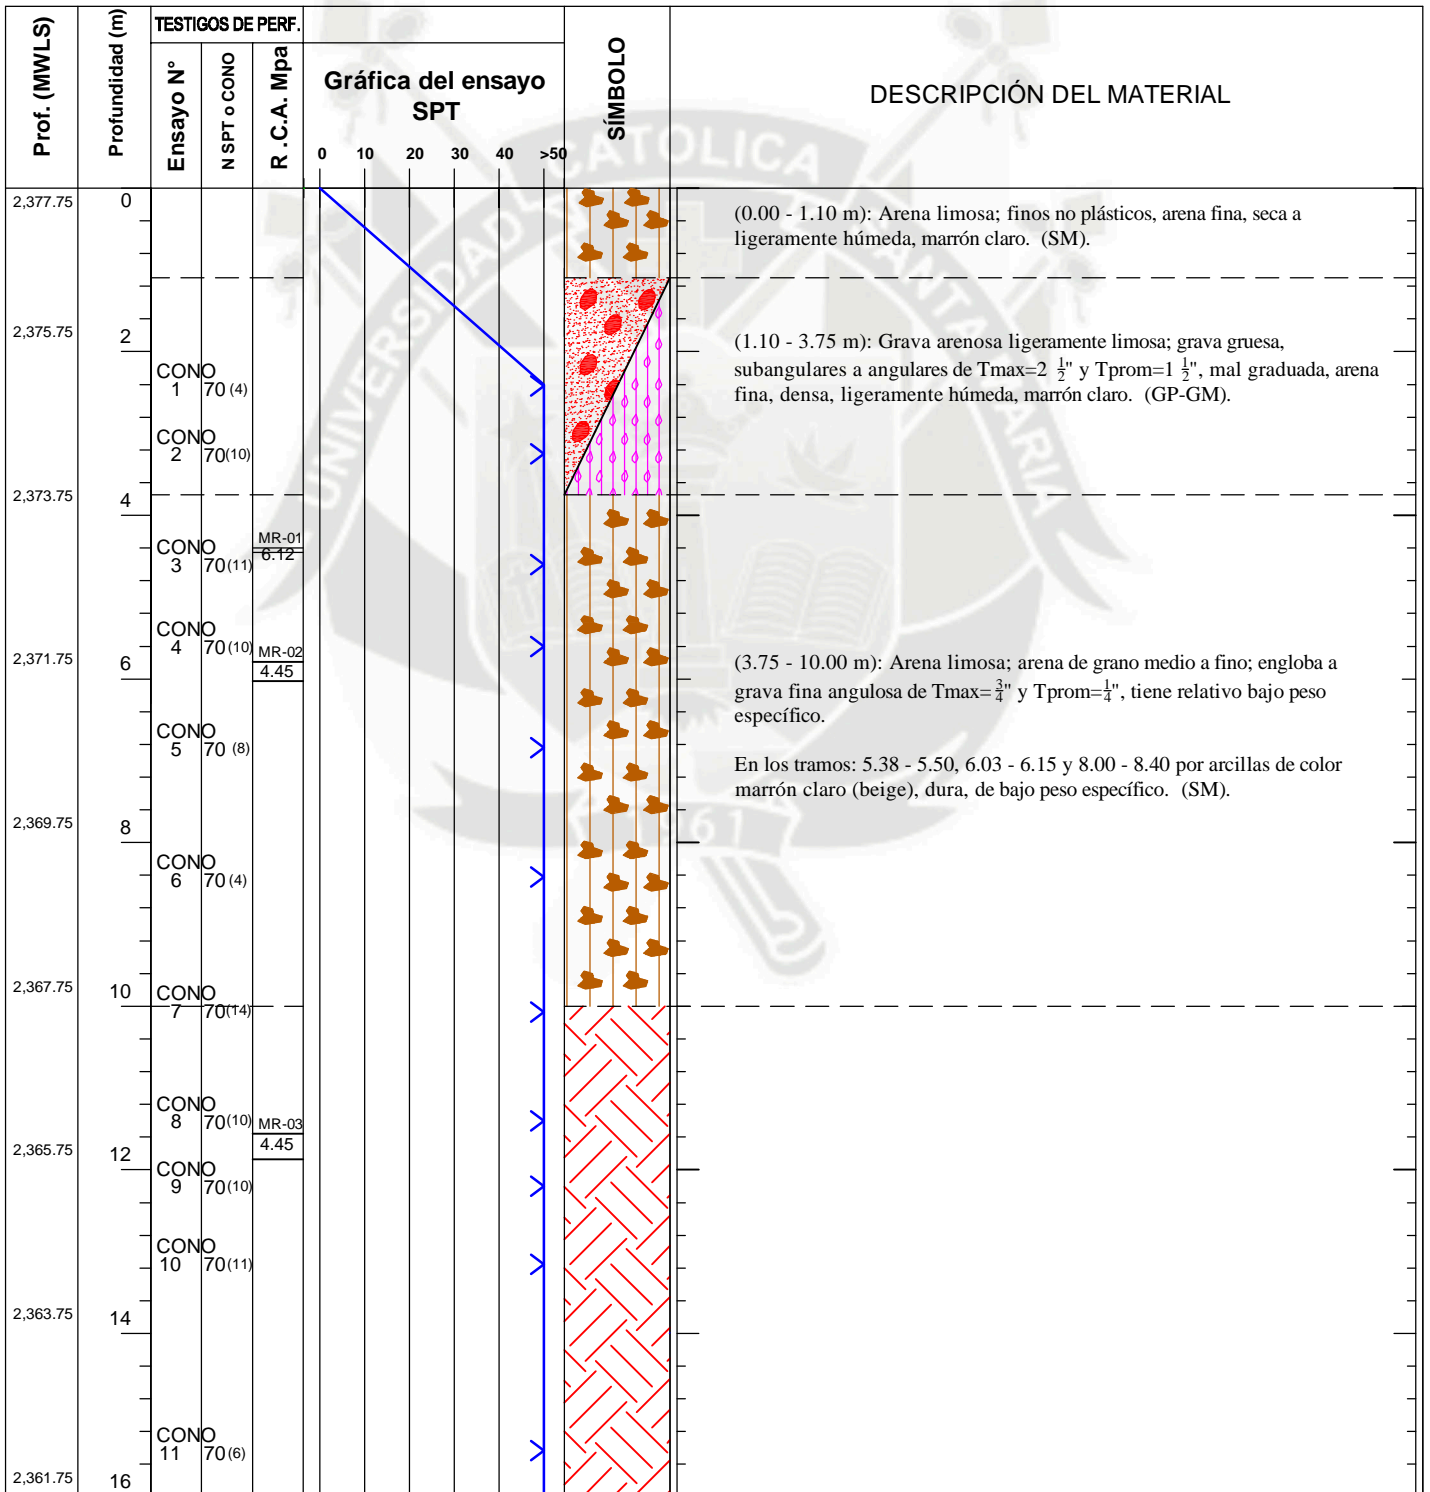 Prof. (MWLS)
Profundidad (m)
TESTIGOS DE PERF.
Ensayo N°
N SPT o CONO
R .C.A. Mpa
Gráfica del ensayo
SPT
0 10 20 30 40 >50
SÍMBOLO
DESCRIPCIÓN DEL MATERIAL
UNIVERSIDAD CATOLICA SANTA MARIA
1961
2,377.75 0
(0.00 - 1.10 m): Arena limosa; finos no plásticos, arena fina, seca a
ligeramente húmeda, marrón claro. (SM).
2,375.75 2
(1.10 - 3.75 m): Grava arenosa ligeramente limosa; grava gruesa,
subangulares a angulares de Tmax=2 1/2" y Tprom=1 1/2", mal graduada, arena
fina, densa, ligeramente húmeda, marrón claro. (GP-GM).
CONO
1 70 (4)
CONO
2 70(10)
2,373.75 4
CONO MR-01
3 70(11) 6.12
CONO
4 70(10) MR-02
2,371.75 6 4.45
(3.75 - 10.00 m): Arena limosa; arena de grano medio a fino; engloba a
grava fina angulosa de Tmax=3/4" y Tprom=1/4", tiene relativo bajo peso
específico.
CONO
5 70 (8)
En los tramos: 5.38 - 5.50, 6.03 - 6.15 y 8.00 - 8.40 por arcillas de color
marrón claro (beige), dura, de bajo peso específico. (SM).
2,369.75 8
CONO
6 70 (4)
2,367.75 10
CONO
7 70(14)
CONO
8 70(10) MR-03
4.45
2,365.75 12
CONO
9 70(10)
CONO
10 70(11)
2,363.75 14
CONO
11 70(6)
2,361.75 16